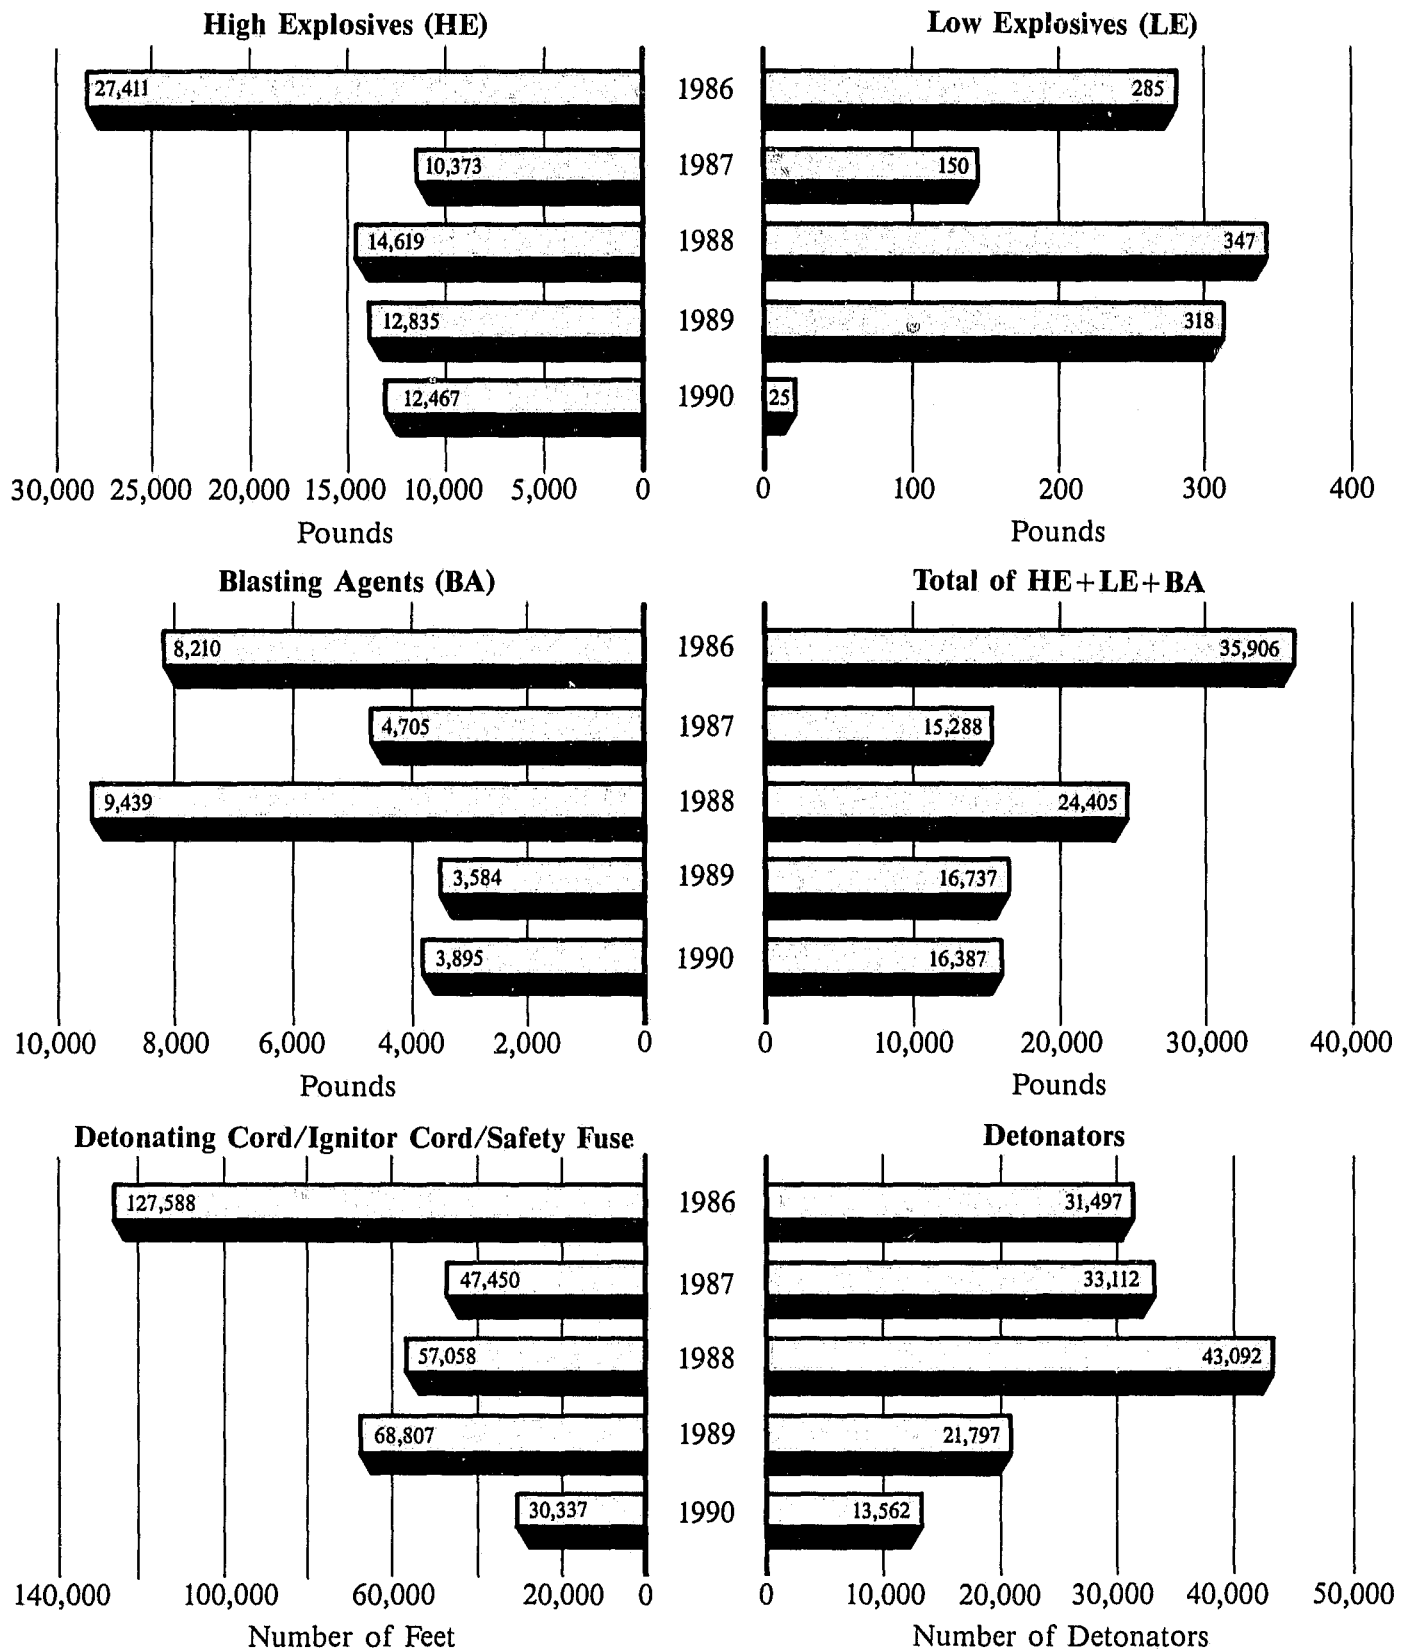 High Explosives (HE)
Low Explosives (LE)
27,411
1986
285
10,373
1987
150
14,619
1988
347
12,835
1989
318
12,467
1990
25
30,000 25,000 20,000 15,000 10,000 5,000 0
0 100 200 300 400
Pounds
Pounds
Blasting Agents (BA)
Total of HE+LE+BA
8,210
1986
35,906
4,705
1987
15,288
9,439
1988
24,405
3,584
1989
16,737
3,895
1990
16,387
10,000 8,000 6,000 4,000 2,000 0
0 10,000 20,000 30,000 40,000
Pounds
Pounds
Detonating Cord/Ignitor Cord/Safety Fuse
Detonators
127,588
1986
31,497
47,450
1987
33,112
57,058
1988
43,092
68,807
1989
21,797
30,337
1990
13,562
140,000 100,000 60,000 20,000 0
0 10,000 20,000 30,000 40,000 50,000
Number of Feet
Number of Detonators